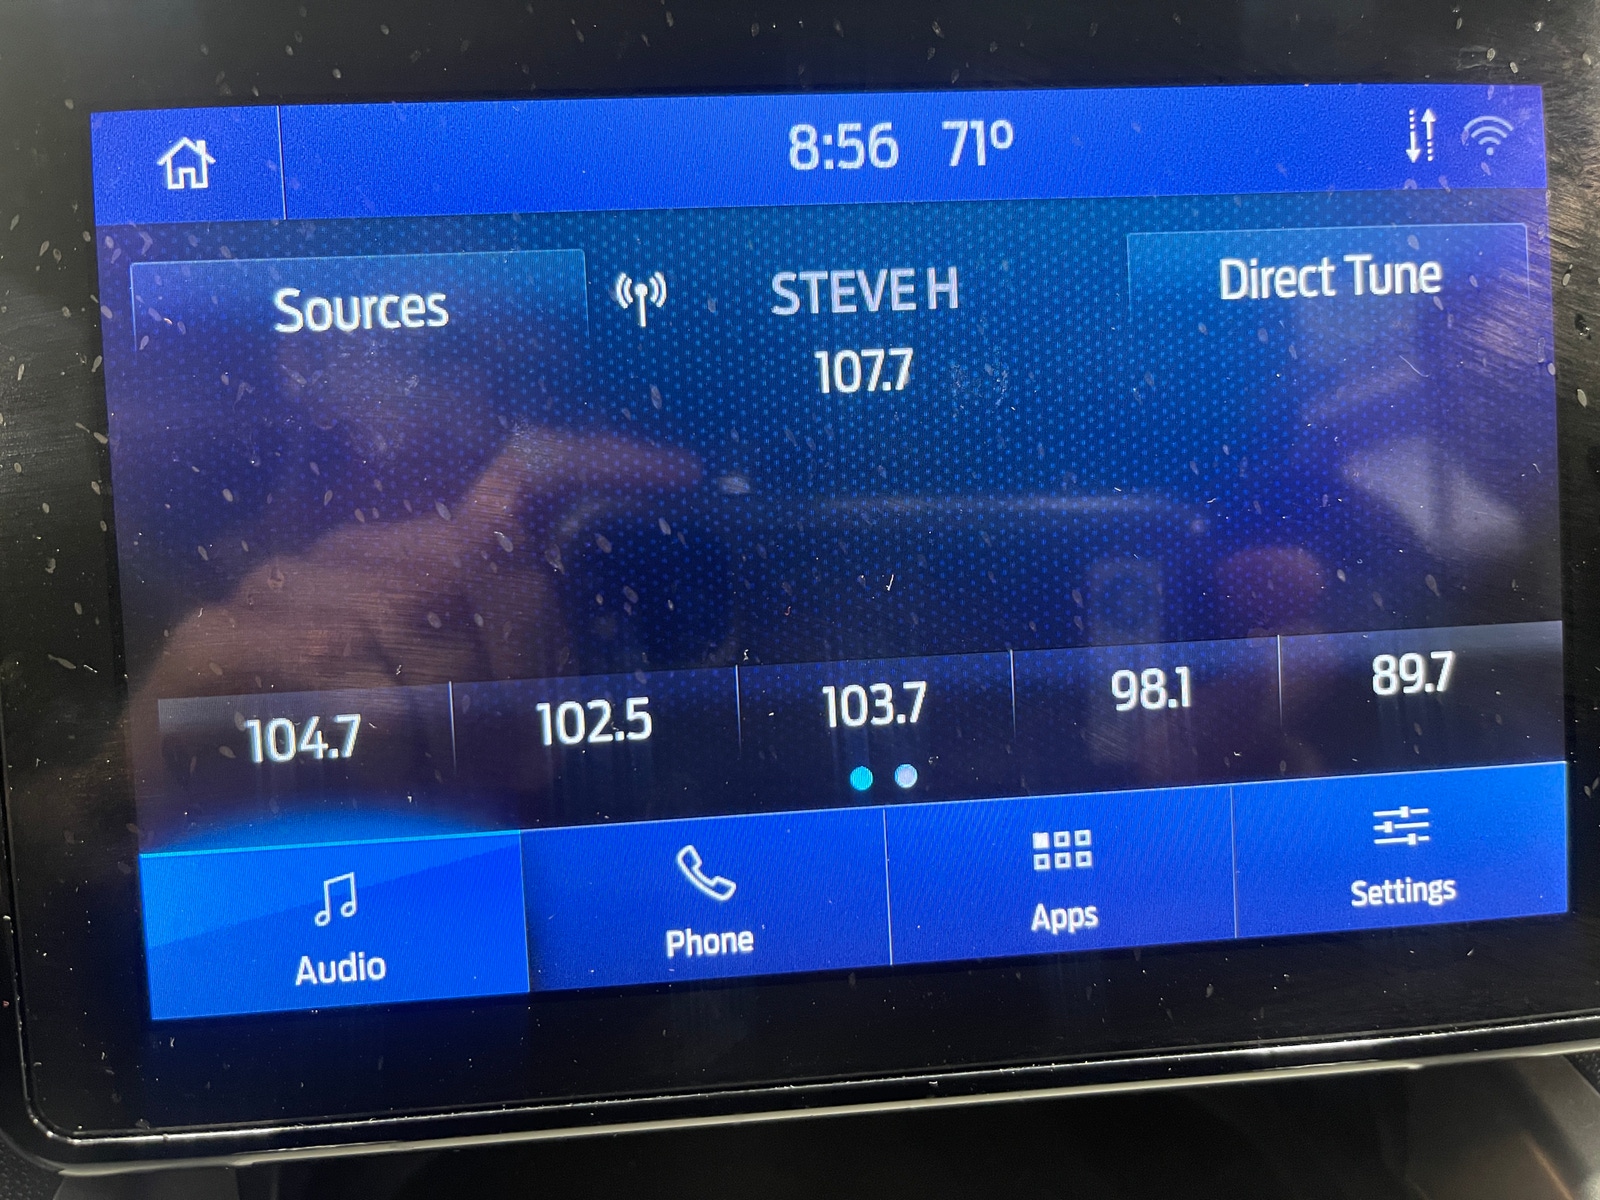 8:56 71°
Sources
STEVE H
Direct Tune
107.7
104.7
102.5
103.7
98.1
89.7
Audio
Phone
Apps
Settings